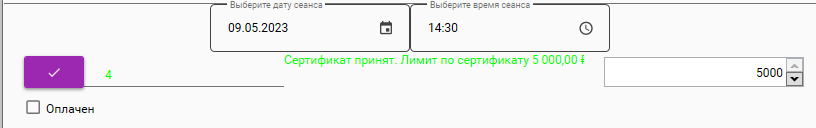 Выберите дату сеанса Выберите время сеанса
09.05.2023 14:30
Сертификат принят. Лимит по сертификату 5 000,00 ₽
4 5000
Оплачен